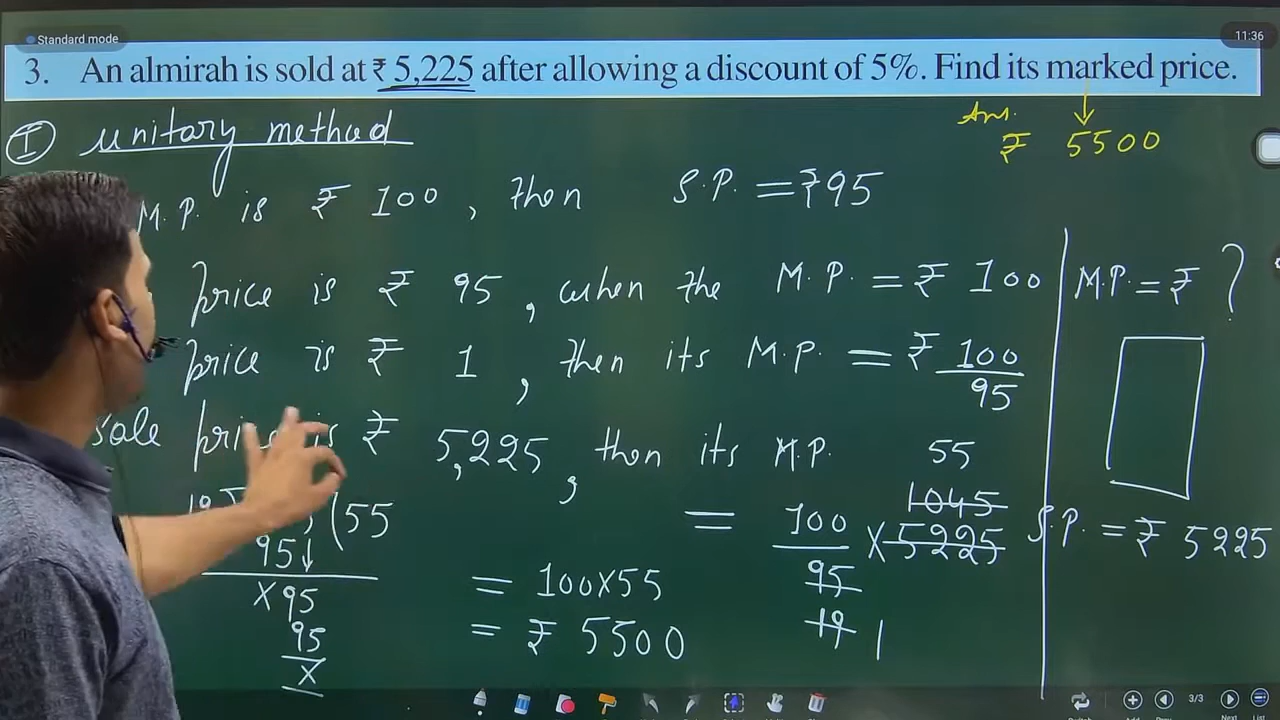 Standard mode
11:36
3. An almirah is sold at ₹ 5,225 after allowing a discount of 5%. Find its marked price.
Ans. ₹ 5500
I unitary method
M.P. is ₹ 100, then S.P. = ₹95
price is ₹ 95, when the M.P. = ₹ 100
price is ₹ 1, then its M.P. = ₹ 100/95
sale price is ₹ 5,225, then its M.P.
= 100/95 × 5225
1045
55
19
1
= 100×55
= ₹ 5500
(55
95↓
×95
95
×
M.P. = ₹ ?
S.P. = ₹ 5225
3/3